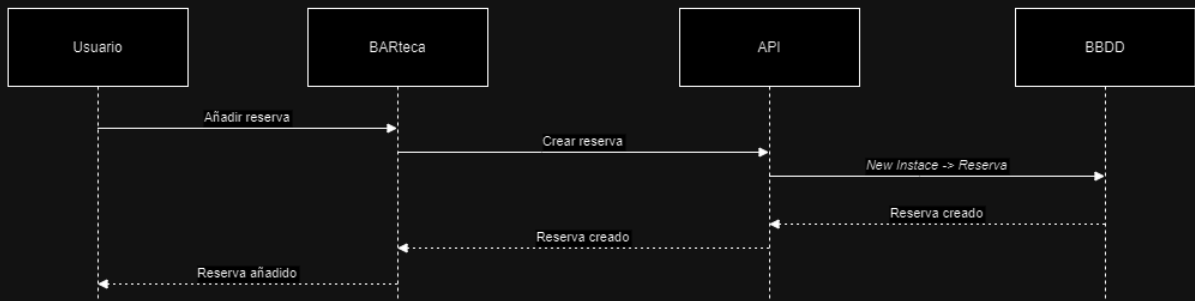 Usuario
BARteca
API
BBDD
Añadir reserva
Crear reserva
New Instace -> Reserva
Reserva creado
Reserva creado
Reserva añadido